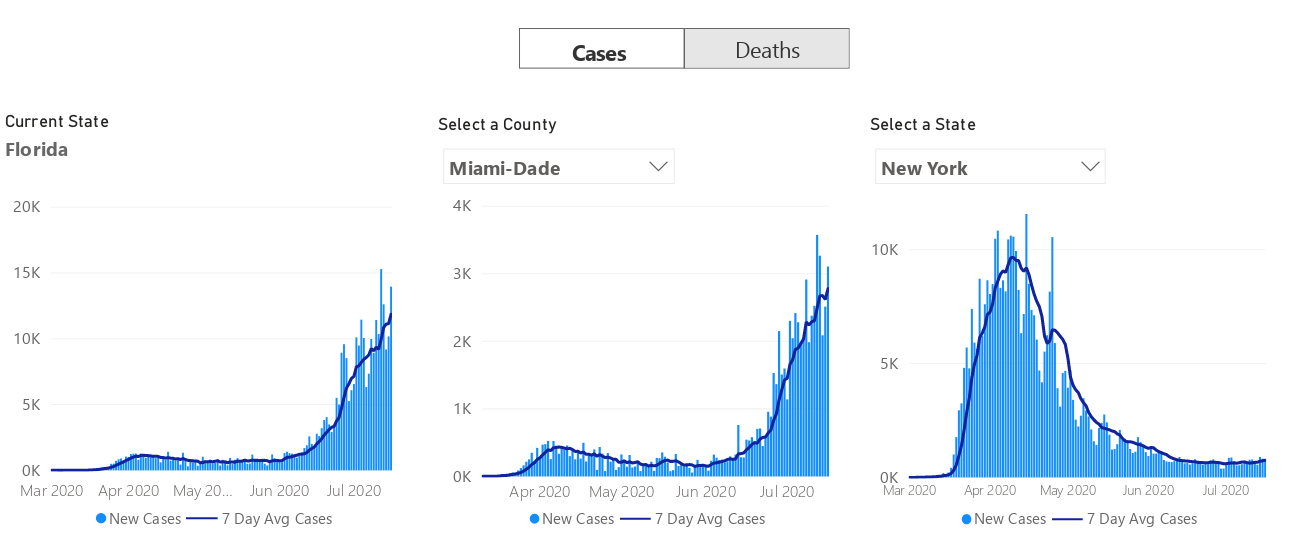 Cases Deaths
Current State
Florida
Select a County
Miami-Dade
Select a State
New York
20K
15K
10K
5K
0K
Mar 2020 Apr 2020 May 20... Jun 2020 Jul 2020
New Cases 7 Day Avg Cases
4K
3K
2K
1K
0K
Apr 2020 May 2020 Jun 2020 Jul 2020
New Cases 7 Day Avg Cases
10K
5K
0K
Mar 2020 Apr 2020 May 2020 Jun 2020 Jul 2020
New Cases 7 Day Avg Cases